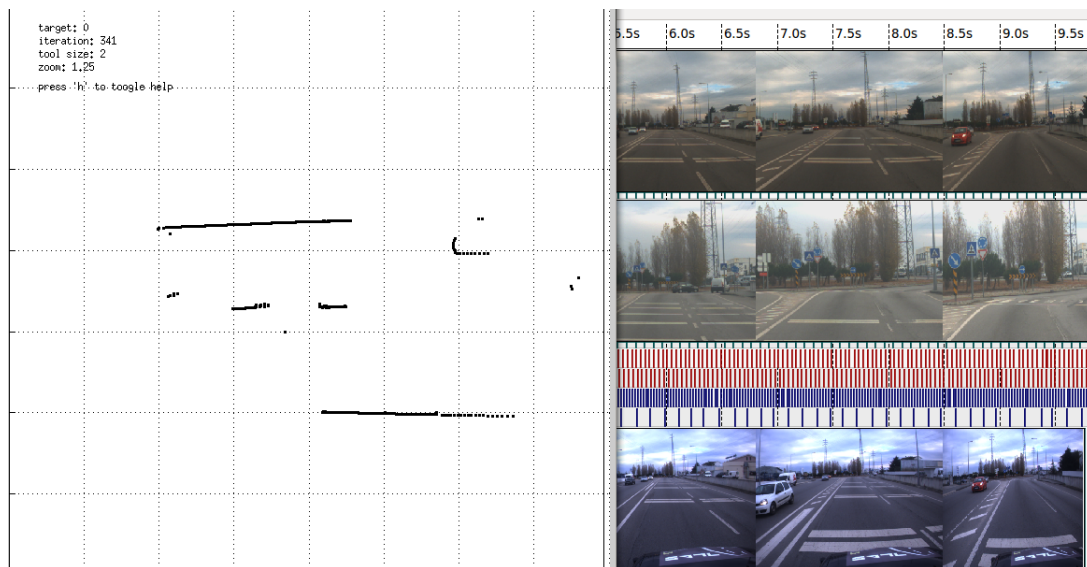 target: 0
iteration: 341
tool size: 2
zoom: 1.25
press 'h' to toogle help
5.5s 6.0s 6.5s 7.0s 7.5s 8.0s 8.5s 9.0s 9.5s